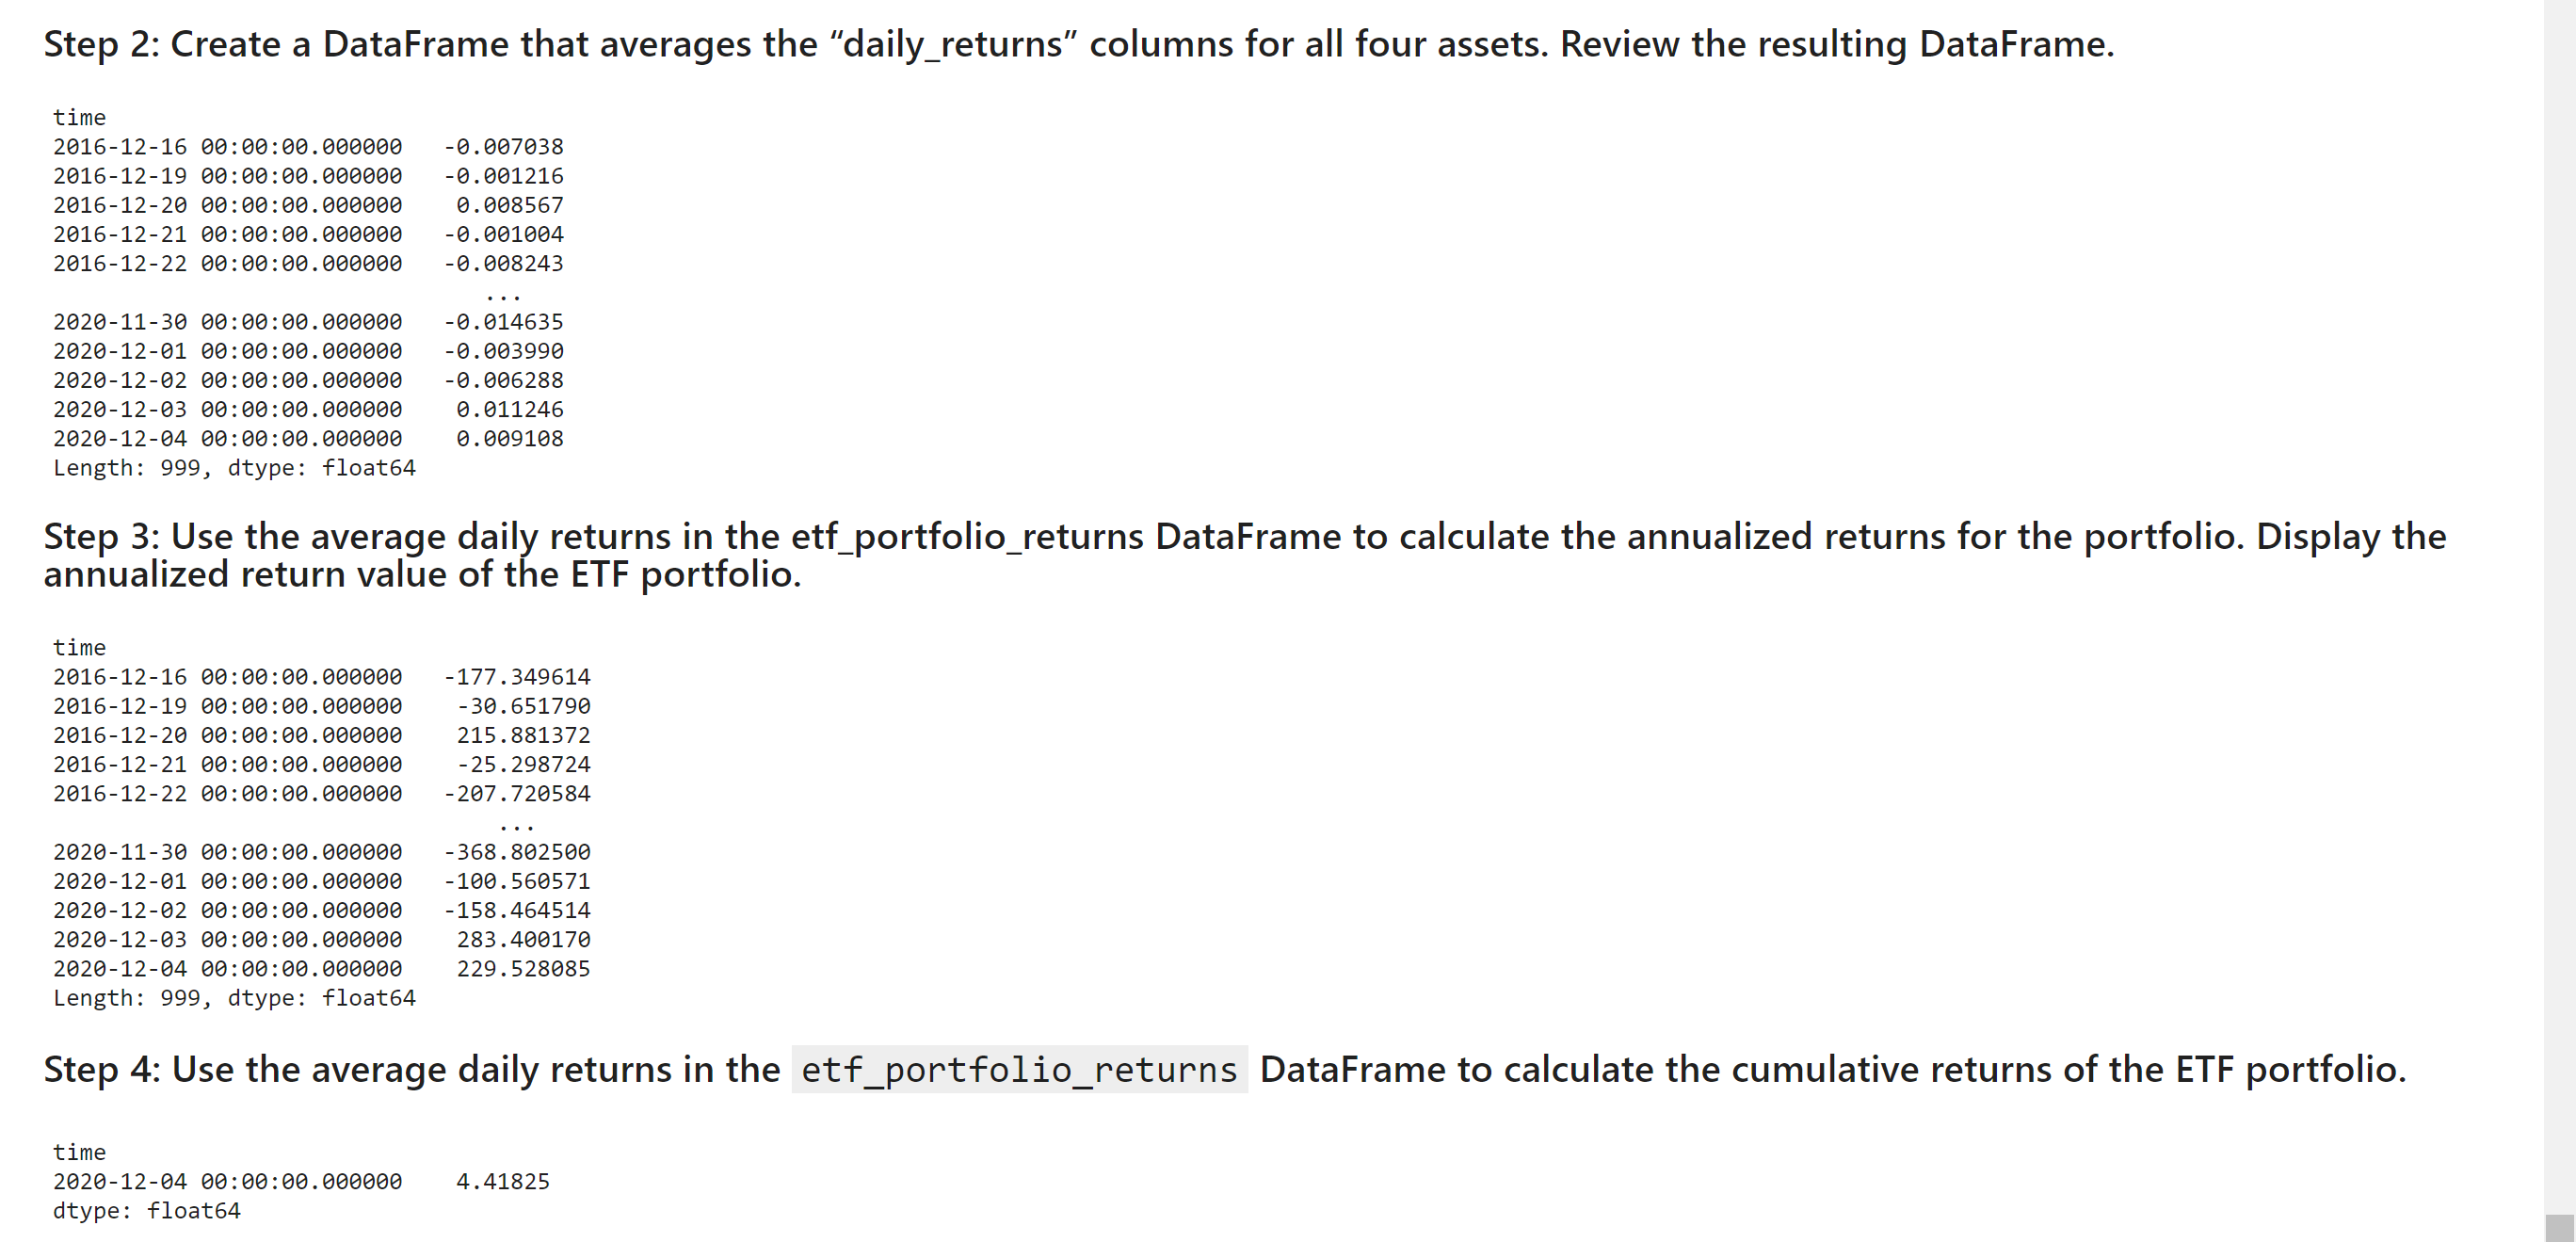 Step 2: Create a DataFrame that averages the “daily_returns” columns for all four assets. Review the resulting DataFrame.
time
2016-12-16 00:00:00.000000 -0.007038
2016-12-19 00:00:00.000000 -0.001216
2016-12-20 00:00:00.000000 0.008567
2016-12-21 00:00:00.000000 -0.001004
2016-12-22 00:00:00.000000 -0.008243
...
2020-11-30 00:00:00.000000 -0.014635
2020-12-01 00:00:00.000000 -0.003990
2020-12-02 00:00:00.000000 -0.006288
2020-12-03 00:00:00.000000 0.011246
2020-12-04 00:00:00.000000 0.009108
Length: 999, dtype: float64
Step 3: Use the average daily returns in the etf_portfolio_returns DataFrame to calculate the annualized returns for the portfolio. Display the
annualized return value of the ETF portfolio.
time
2016-12-16 00:00:00.000000 -177.349614
2016-12-19 00:00:00.000000 -30.651790
2016-12-20 00:00:00.000000 215.881372
2016-12-21 00:00:00.000000 -25.298724
2016-12-22 00:00:00.000000 -207.720584
...
2020-11-30 00:00:00.000000 -368.802500
2020-12-01 00:00:00.000000 -100.560571
2020-12-02 00:00:00.000000 -158.464514
2020-12-03 00:00:00.000000 283.400170
2020-12-04 00:00:00.000000 229.528085
Length: 999, dtype: float64
Step 4: Use the average daily returns in the etf_portfolio_returns DataFrame to calculate the cumulative returns of the ETF portfolio.
time
2020-12-04 00:00:00.000000 4.41825
dtype: float64